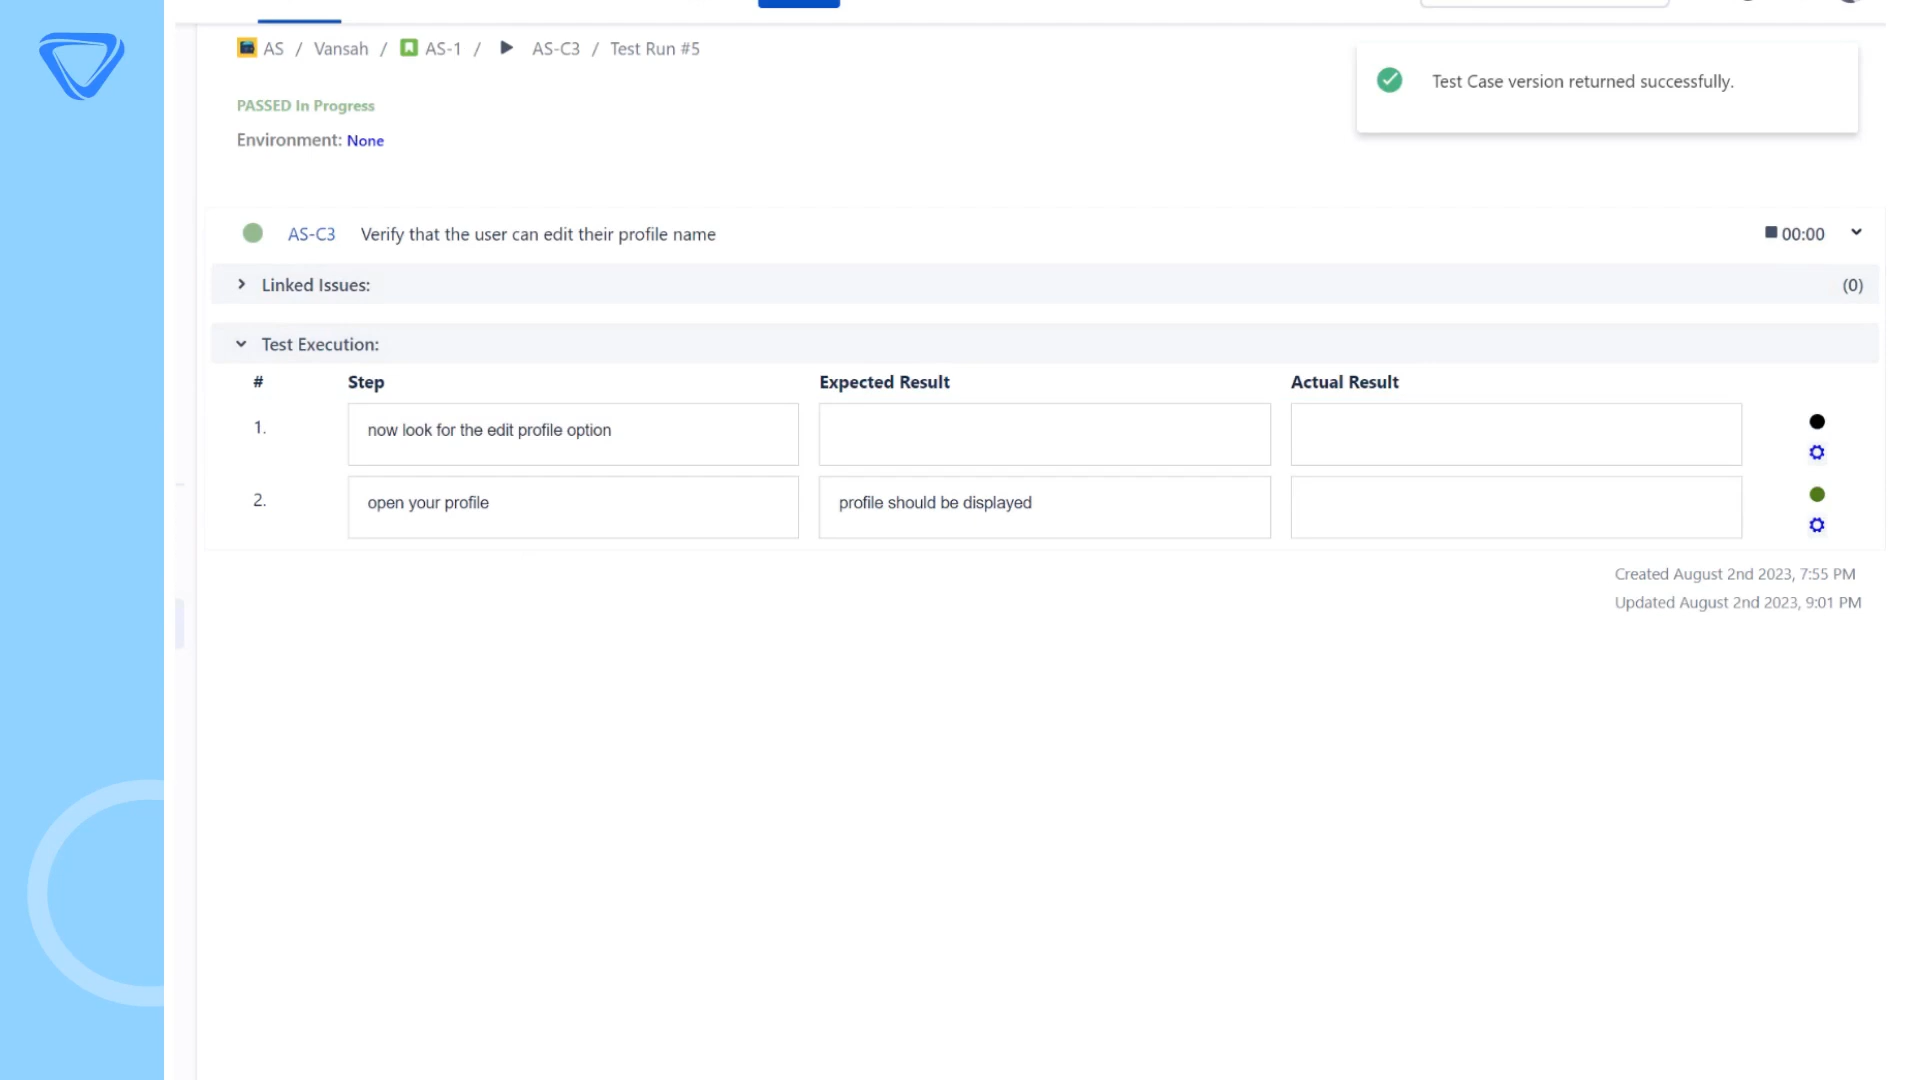 AS / Vansah / AS-1 / AS-C3 / Test Run #5
Test Case version returned successfully.
PASSED In Progress
Environment: None
AS-C3 Verify that the user can edit their profile name 00:00
Linked Issues: (0)
Test Execution:
# Step Expected Result Actual Result
1. now look for the edit profile option
2. open your profile profile should be displayed
Created August 2nd 2023, 7:55 PM
Updated August 2nd 2023, 9:01 PM